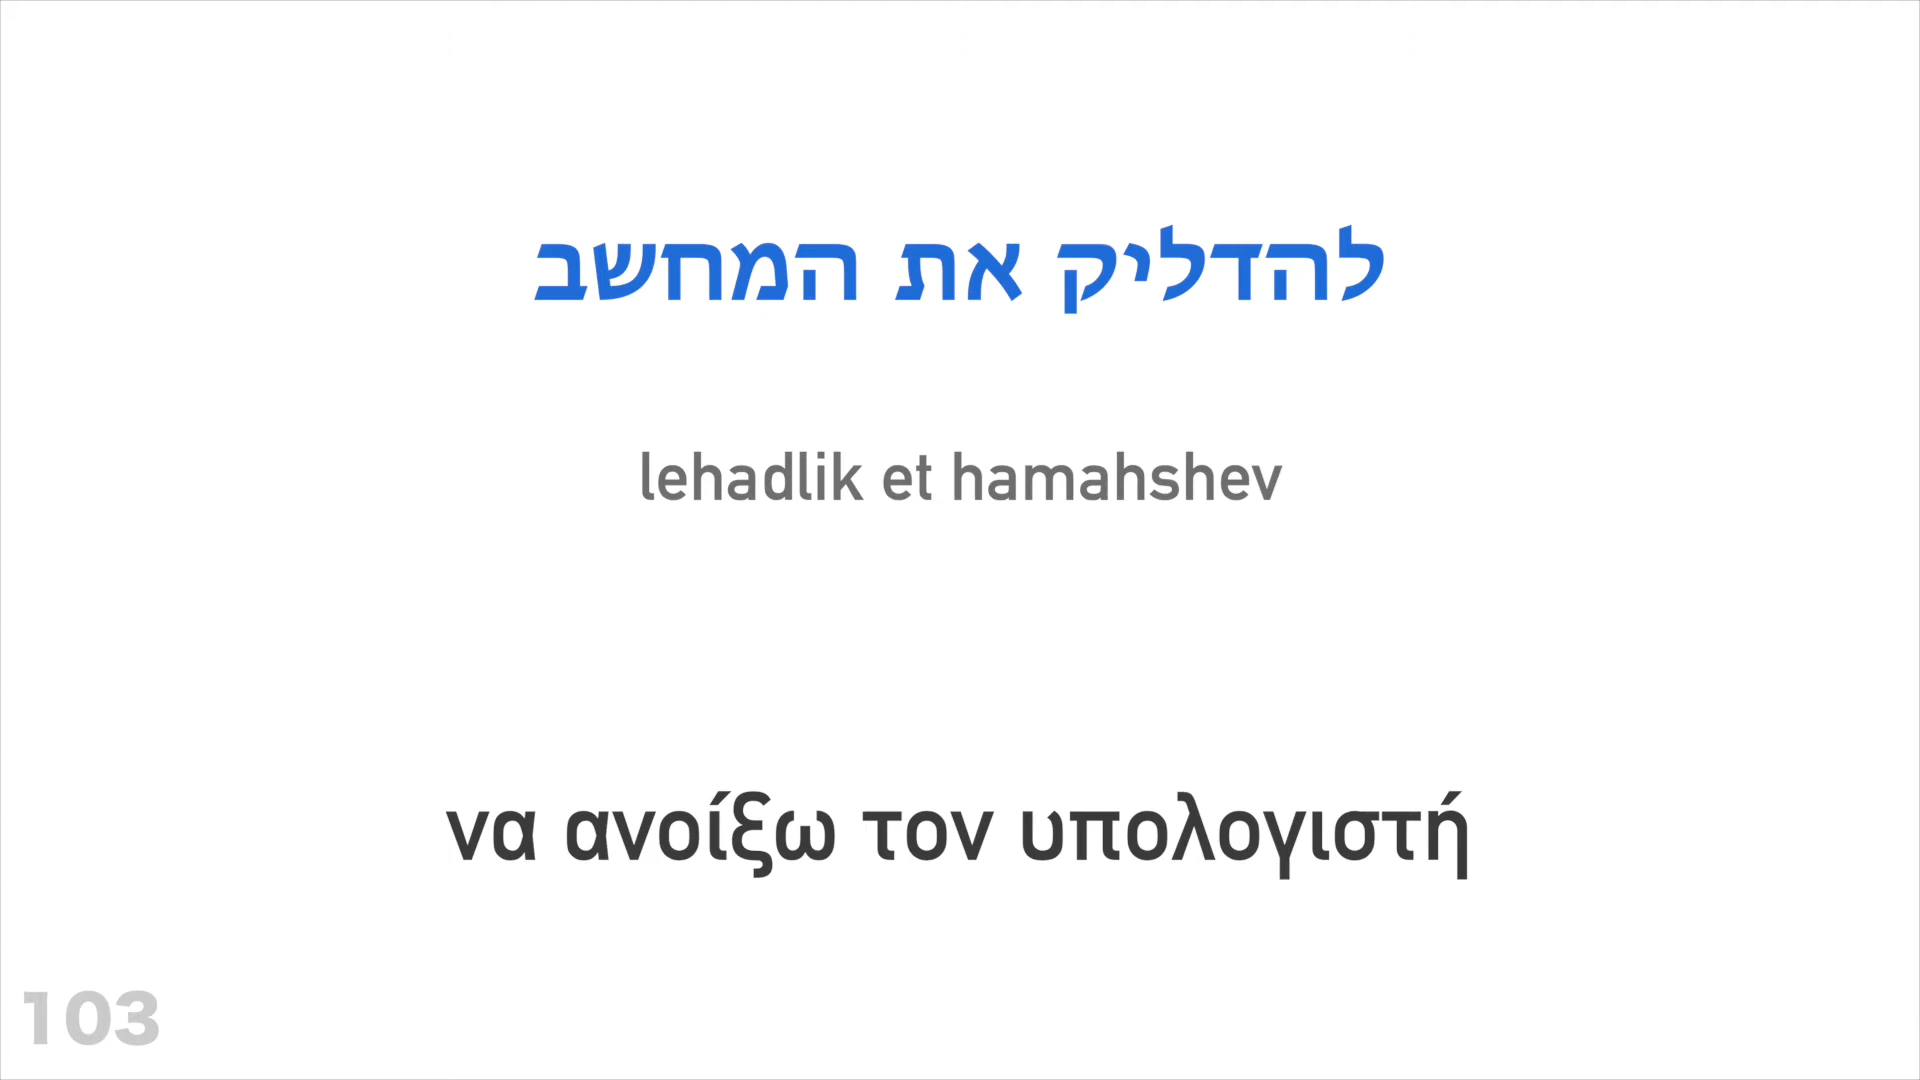 להדליק את המחשב
lehadlik et hamahshev
να ανοίξω τον υπολογιστή
103